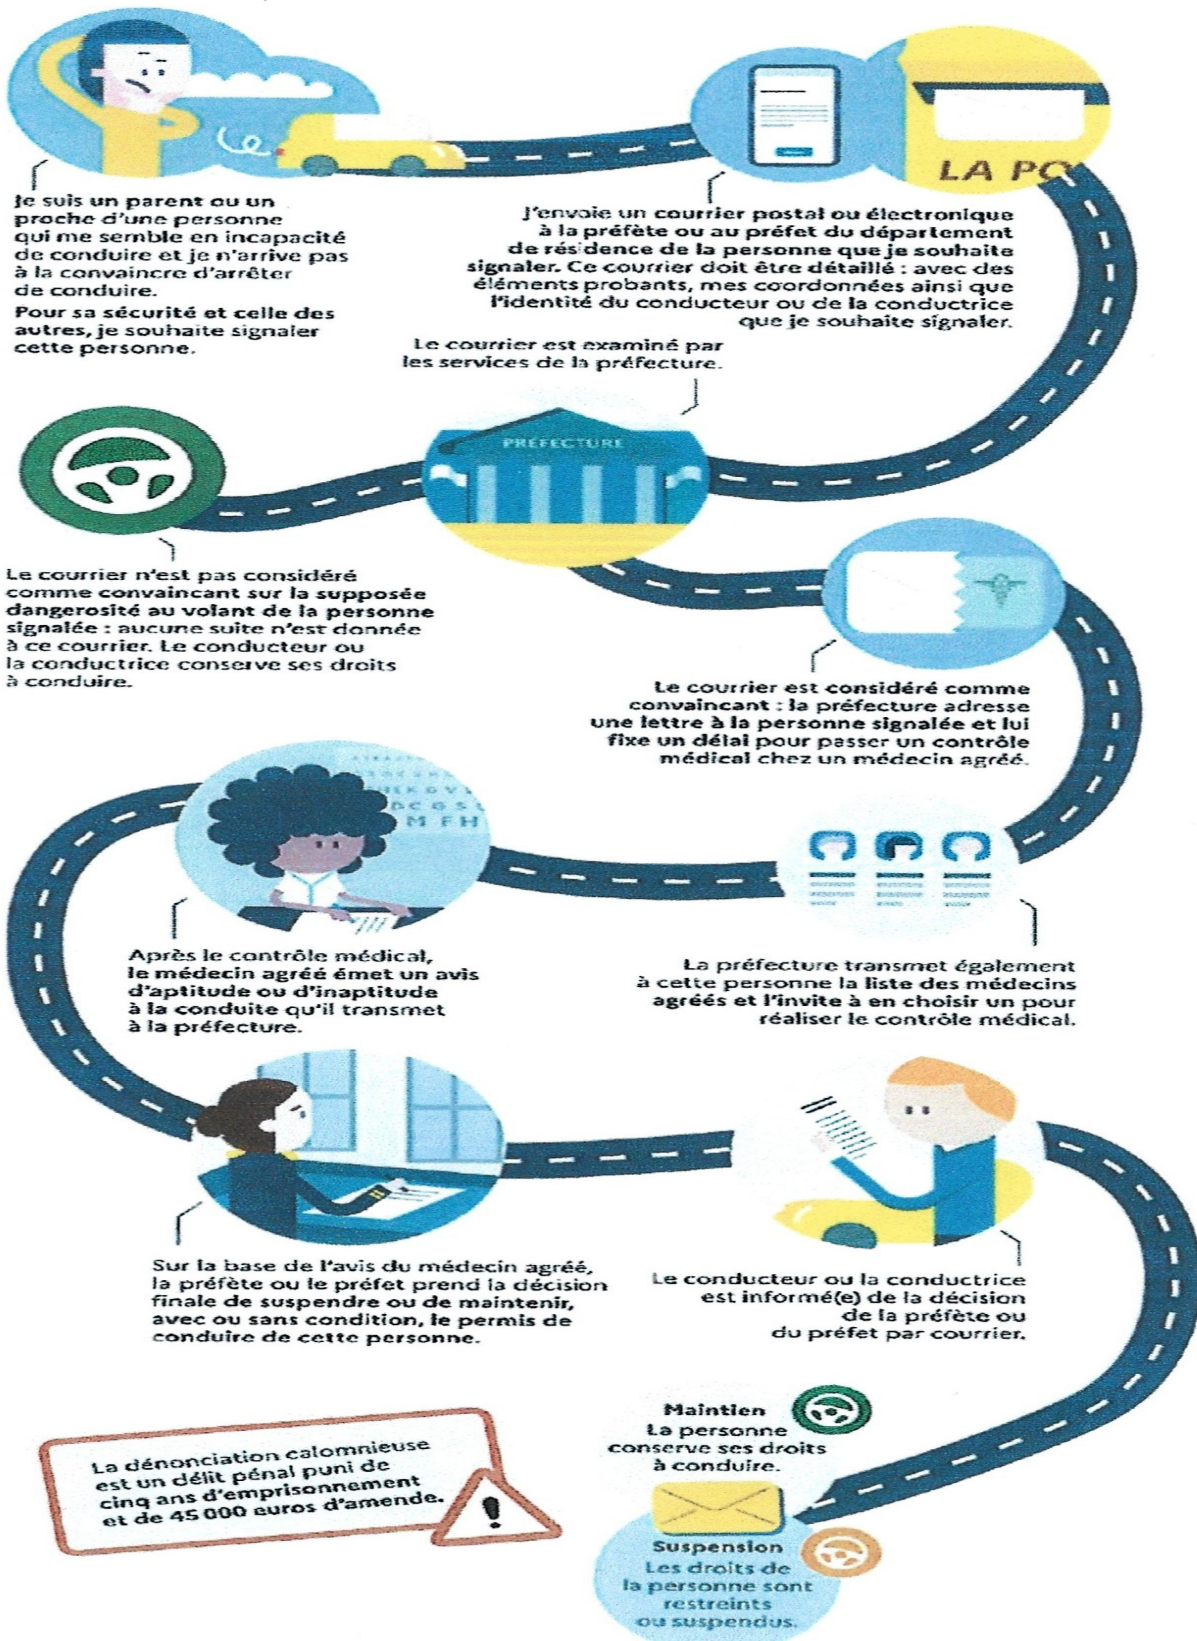 Je suis un parent ou un
proche d'une personne
qui me semble en incapacité
de conduire et je n'arrive pas
à la convaincre d'arrêter
de conduire.
Pour sa sécurité et celle des
autres, je souhaite signaler
cette personne.
LA PO
J'envoie un courrier postal ou électronique
à la préfète ou au préfet du département
de résidence de la personne que je souhaite
signaler. Ce courrier doit être détaillé : avec des
éléments probants, mes coordonnées ainsi que
l'identité du conducteur ou de la conductrice
que je souhaite signaler.
Le courrier est examiné par
les services de la préfecture.
PRÉFECTURE
Le courrier n'est pas considéré
comme convaincant sur la supposée
dangerosité au volant de la personne
signalée : aucune suite n'est donnée
à ce courrier. Le conducteur ou
la conductrice conserve ses droits
à conduire.
Le courrier est considéré comme
convaincant : la préfecture adresse
une lettre à la personne signalée et lui
fixe un délai pour passer un contrôle
médical chez un médecin agréé.
La préfecture transmet également
à cette personne la liste des médecins
agréés et l'invite à en choisir un pour
réaliser le contrôle médical.
M FH
Après le contrôle médical,
le médecin agréé émet un avis
d'aptitude ou d'inaptitude
à la conduite qu'il transmet
à la préfecture.
Sur la base de l'avis du médecin agréé,
la préfète ou le préfet prend la décision
finale de suspendre ou de maintenir,
avec ou sans condition, le permis de
conduire de cette personne.
Le conducteur ou la conductrice
est informé(e) de la décision
de la préfète ou
du préfet par courrier.
Maintien
La personne
conserve ses droits
à conduire.
Suspension
Les droits de
la personne sont
restreints
ou suspendus.
La dénonciation calomnieuse
est un délit pénal puni de
cinq ans d'emprisonnement
et de 45 000 euros d'amende.
!